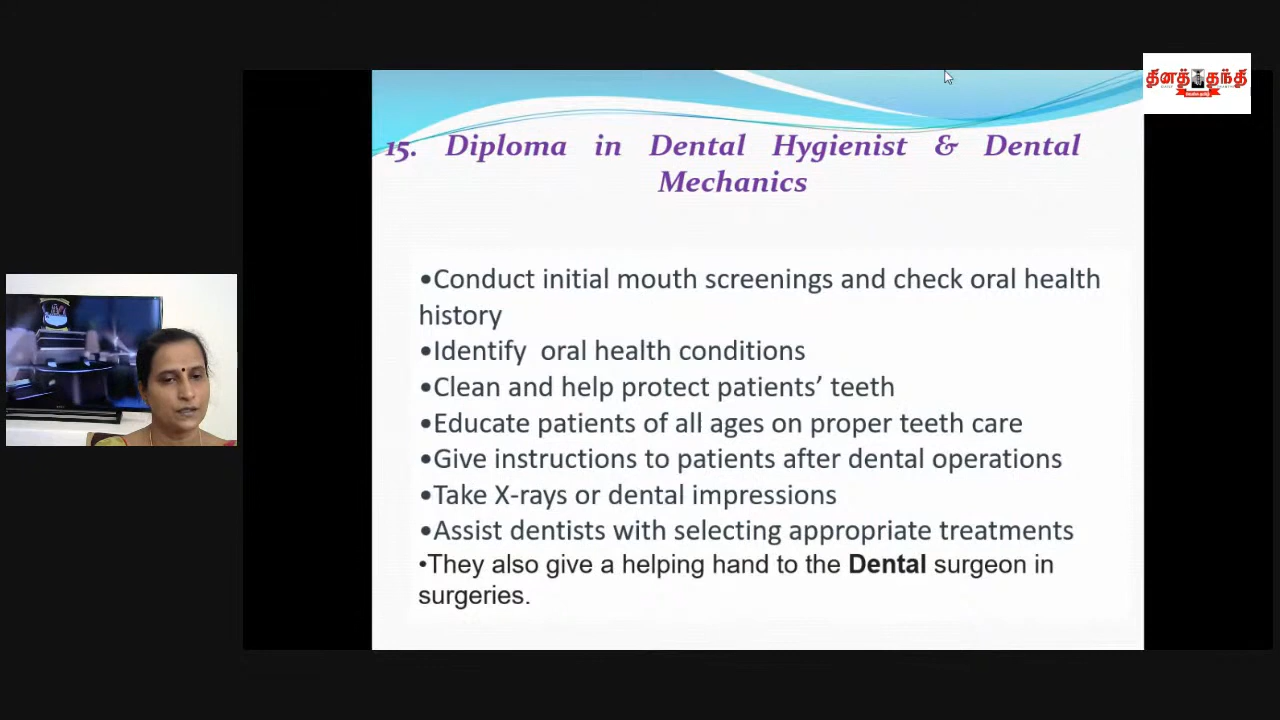 தினத்தந்தி
15. Diploma in Dental Hygienist & Dental
Mechanics
•Conduct initial mouth screenings and check oral health
history
•Identify oral health conditions
•Clean and help protect patients’ teeth
•Educate patients of all ages on proper teeth care
•Give instructions to patients after dental operations
•Take X-rays or dental impressions
•Assist dentists with selecting appropriate treatments
•They also give a helping hand to the Dental surgeon in
surgeries.